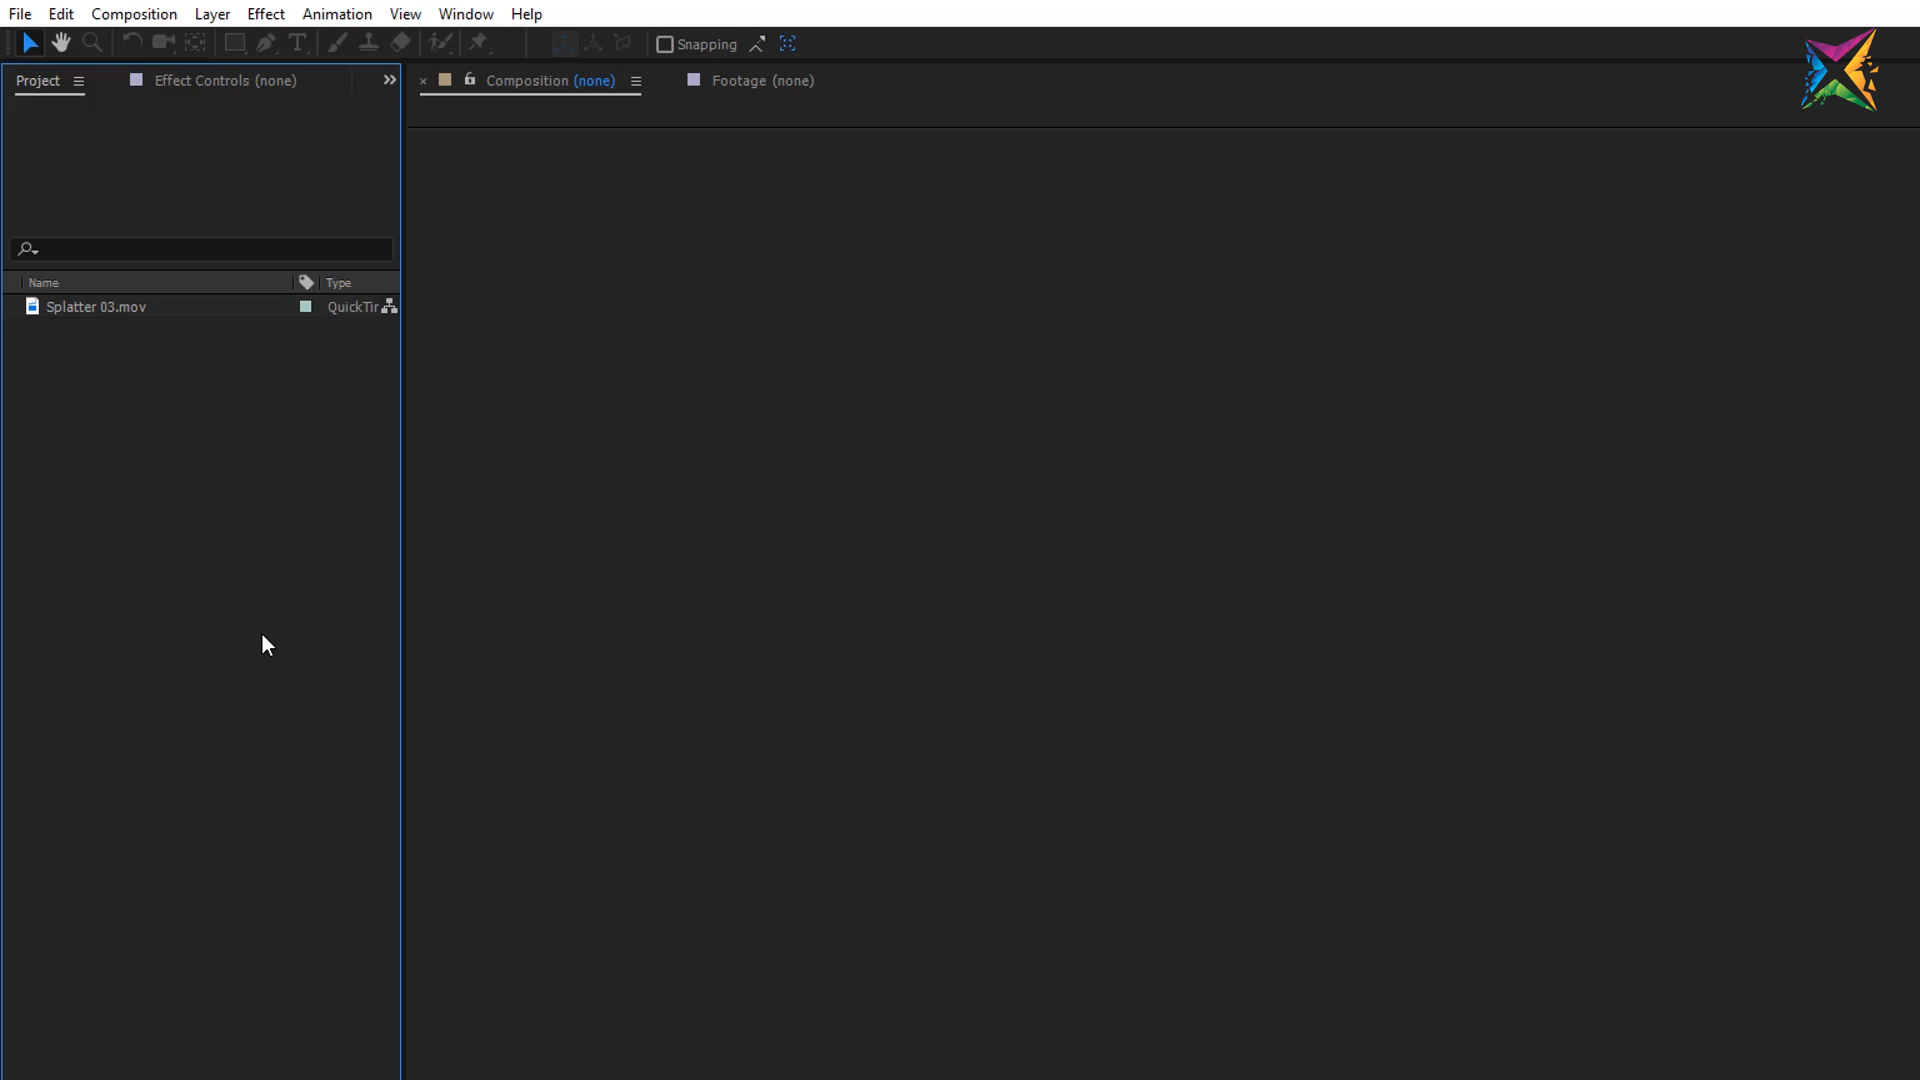 File Edit Composition Layer Effect Animation View Window Help
Snapping
Project Effect Controls (none) Composition (none) Footage (none)
Name Type
Splatter 03.mov QuickTir